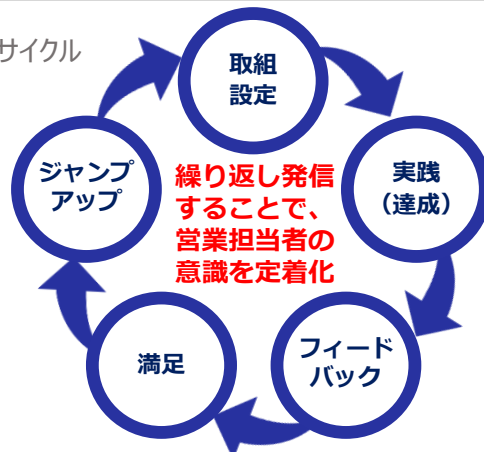 サイクル
取組
設定
実践
（達成）
フィード
バック
満足
ジャンプ
アップ
繰り返し発信
することで、
営業担当者の
意識を定着化